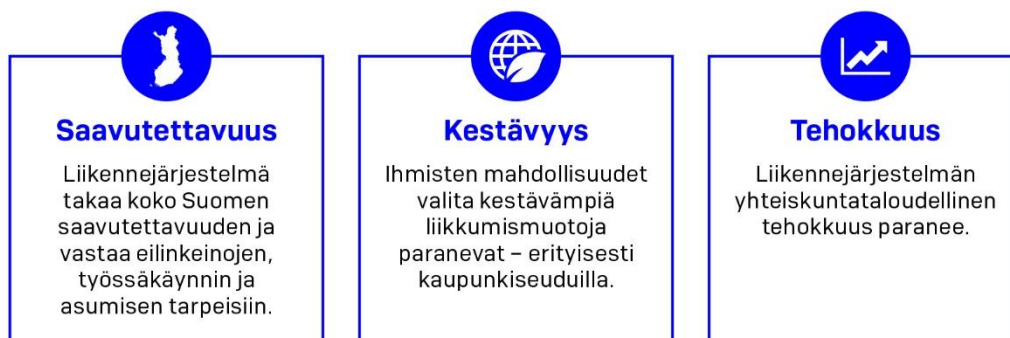 Saavutettavuus
Liikennejärjestelmä
takaa koko Suomen
saavutettavuuden ja
vastaa eilinkeinojen,
työssäkäynnin ja
asumisen tarpeisiin.
Kestävyys
Ihmisten mahdollisuudet
valita kestävämpiä
liikkumismuotoja
paranevat – erityisesti
kaupunkiseuduilla.
Tehokkuus
Liikennejärjestelmän
yhteiskuntataloudellinen
tehokkuus paranee.